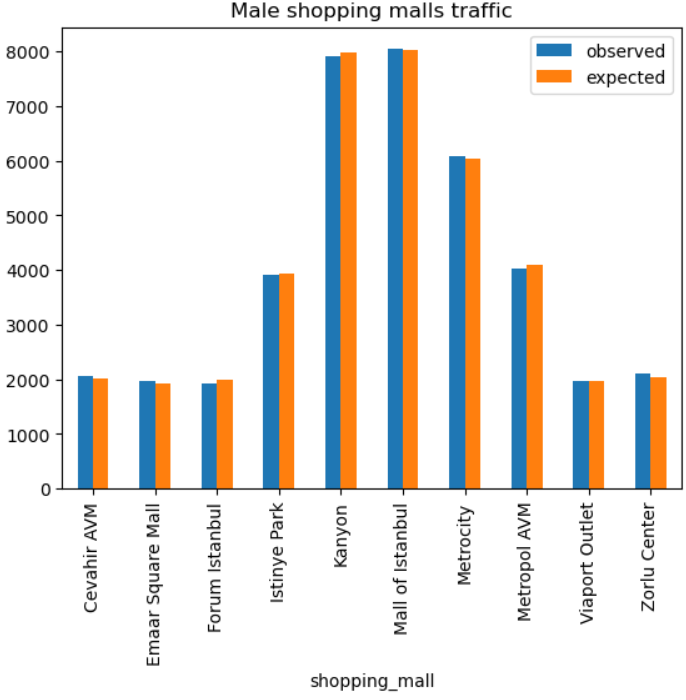 Male shopping malls traffic
observed
expected
8000
7000
6000
5000
4000
3000
2000
1000
0
Cevahir AVM
Emaar Square Mall
Forum Istanbul
Istinye Park
Kanyon
Mall of Istanbul
Metrocity
Metropol AVM
Viaport Outlet
Zorlu Center
shopping_mall